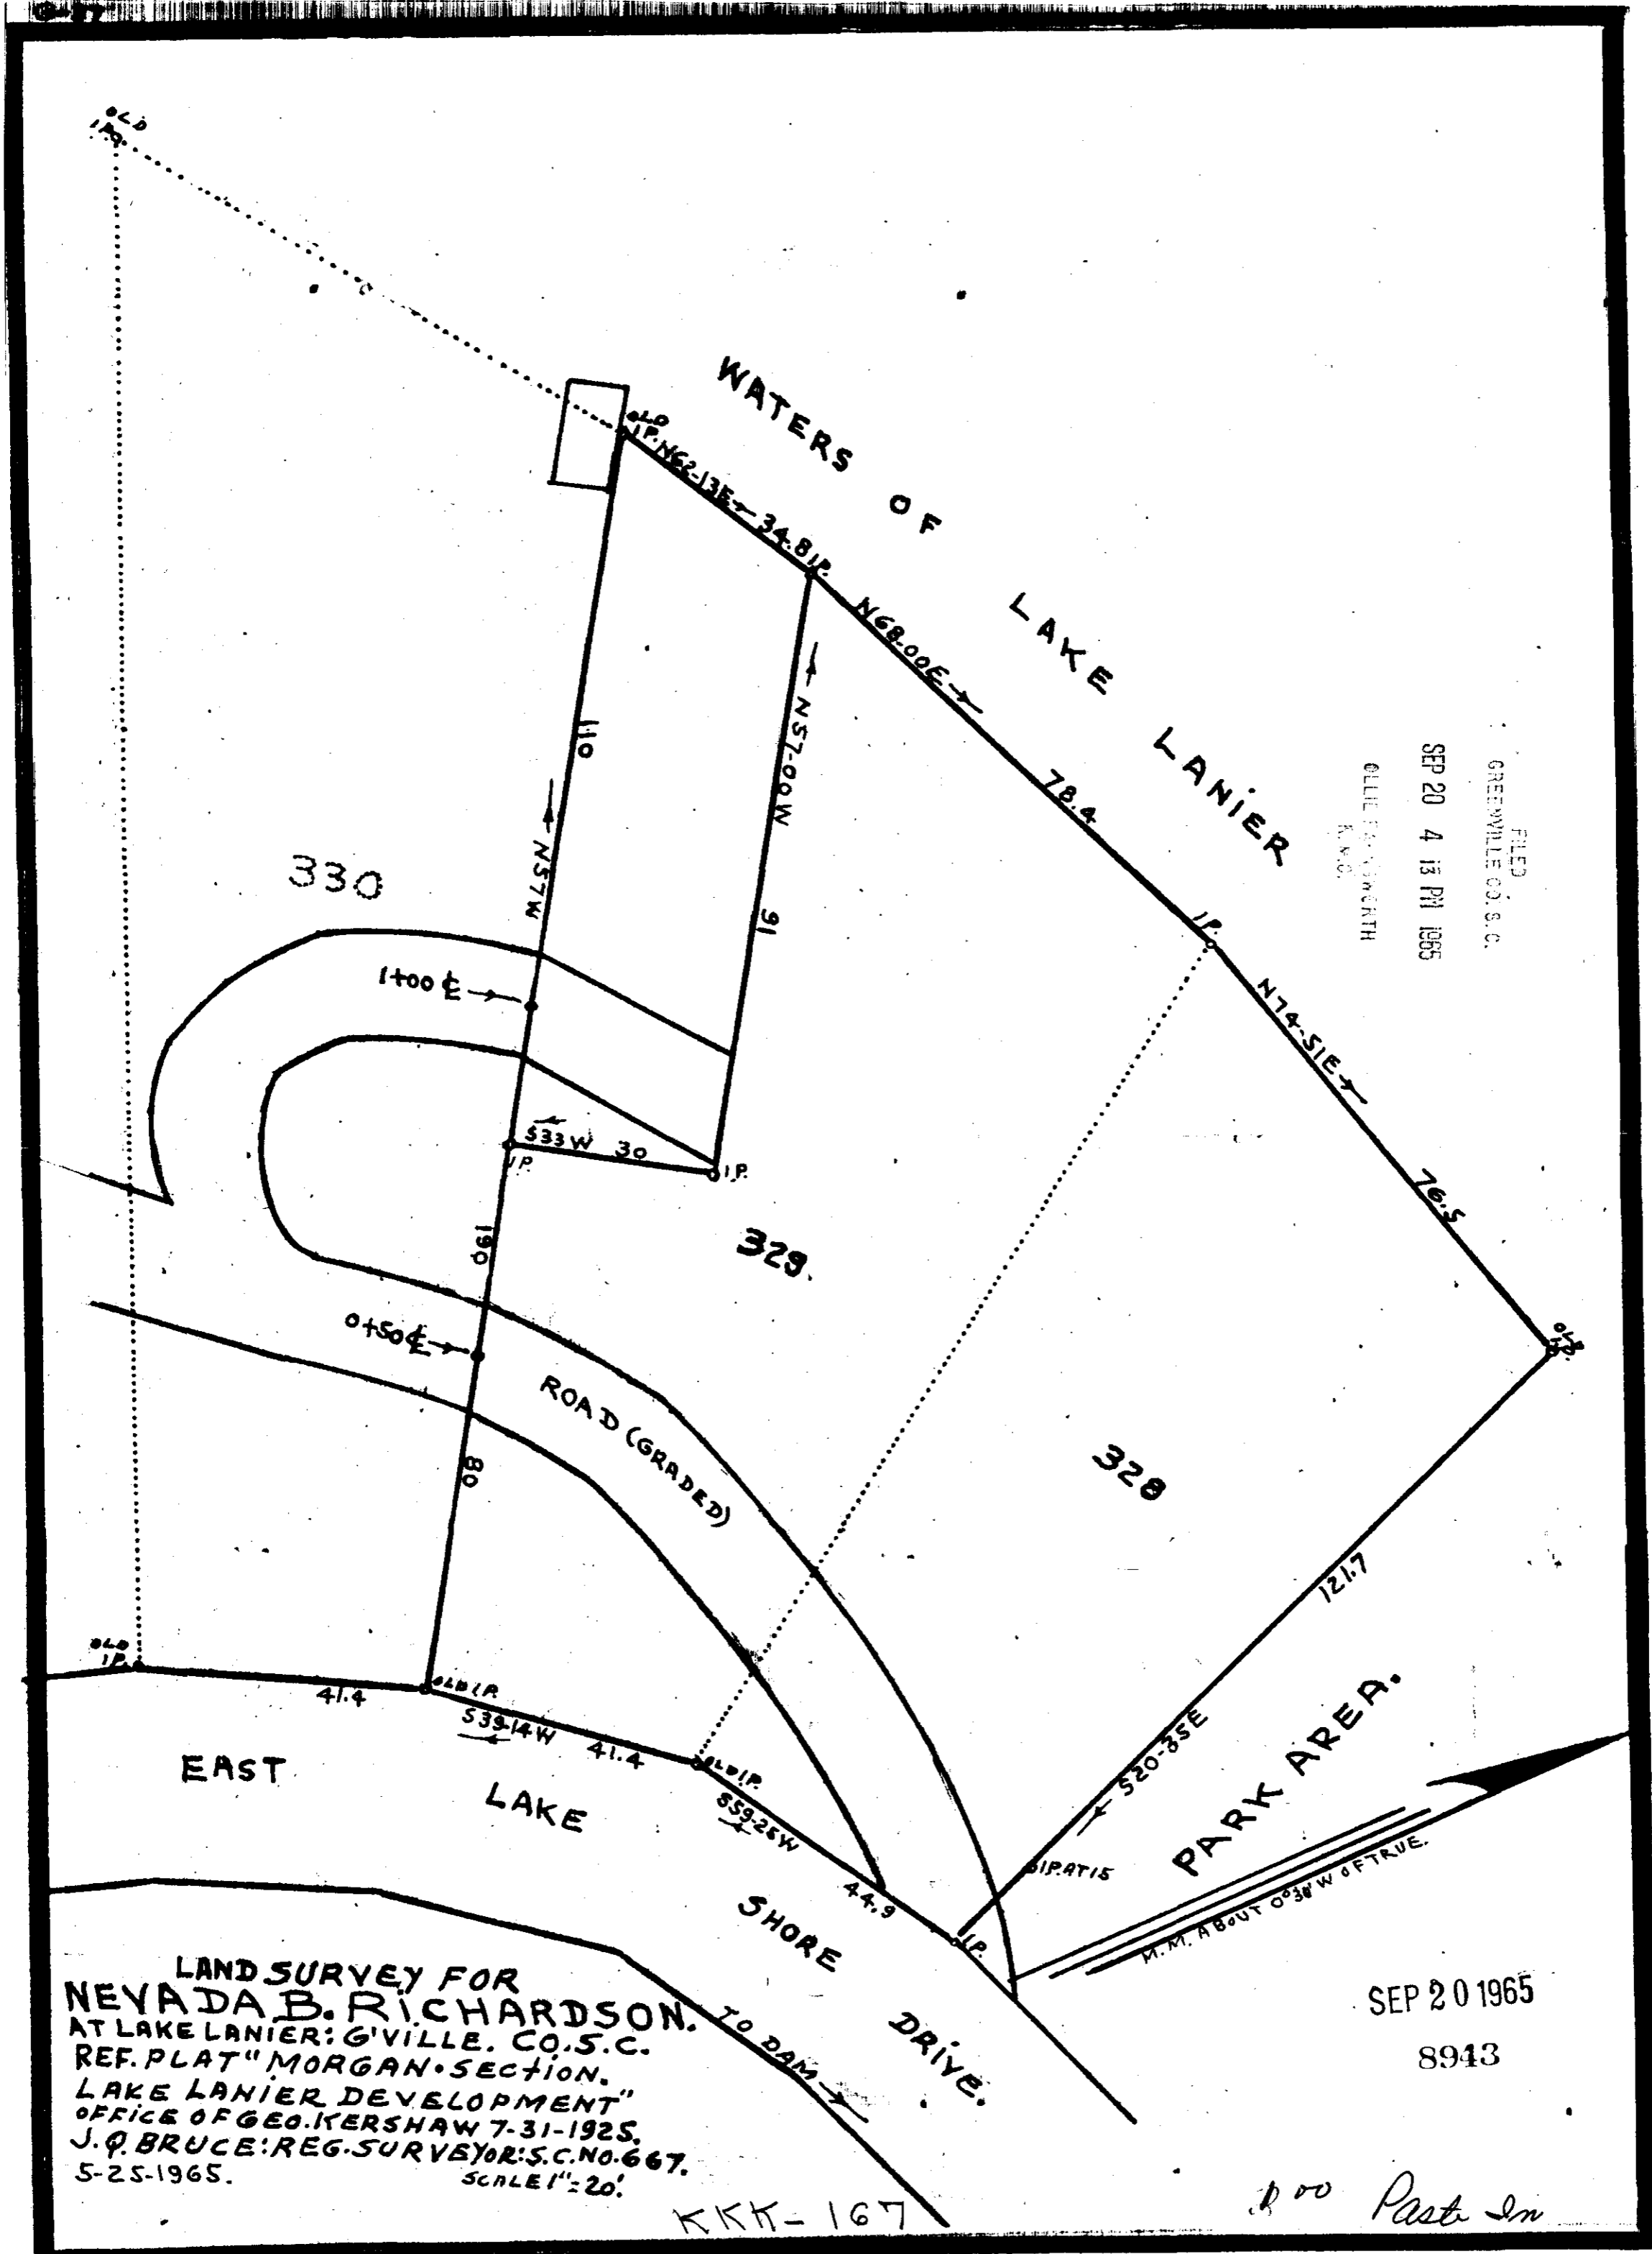 OLD
I.P.
WATERS OF LAKE LANIER
OLD
I.P.
N62-13E 34.8
I.P.
N68-00E
78.4
I.P.
N74-51E
76.5
OLD
I.P.
FILED
GREENVILLE CO. S. C.
SEP 20 4 13 PM 1965
R.M.C.
110
N57W
N57-00W
91
330
1+00 ℄
S33W 30
I.P.
I.P.
190
329.
0+50 ℄
ROAD (GRADED)
80
328
121.7
S20-35E
I.P. AT 15
PARK AREA.
M.M. ABOUT 0°30'W OF TRUE.
OLD
I.P.
41.4
OLD I.P.
S39-14W 41.4
OLD I.P.
S59-25W
44.9
I.P.
EAST LAKE SHORE DRIVE.
TO DAM
LAND SURVEY FOR
NEVADA B. RICHARDSON.
AT LAKE LANIER: G'VILLE. CO. S.C.
REF. PLAT "MORGAN. SECTION.
LAKE LANIER DEVELOPMENT"
OFFICE OF GEO. KERSHAW 7-31-1925.
J.Q. BRUCE: REG. SURVEYOR: S.C. NO. 667.
5-25-1965. SCALE 1"=20'.
SEP 20 1965
8943
KKK-167
Paste In